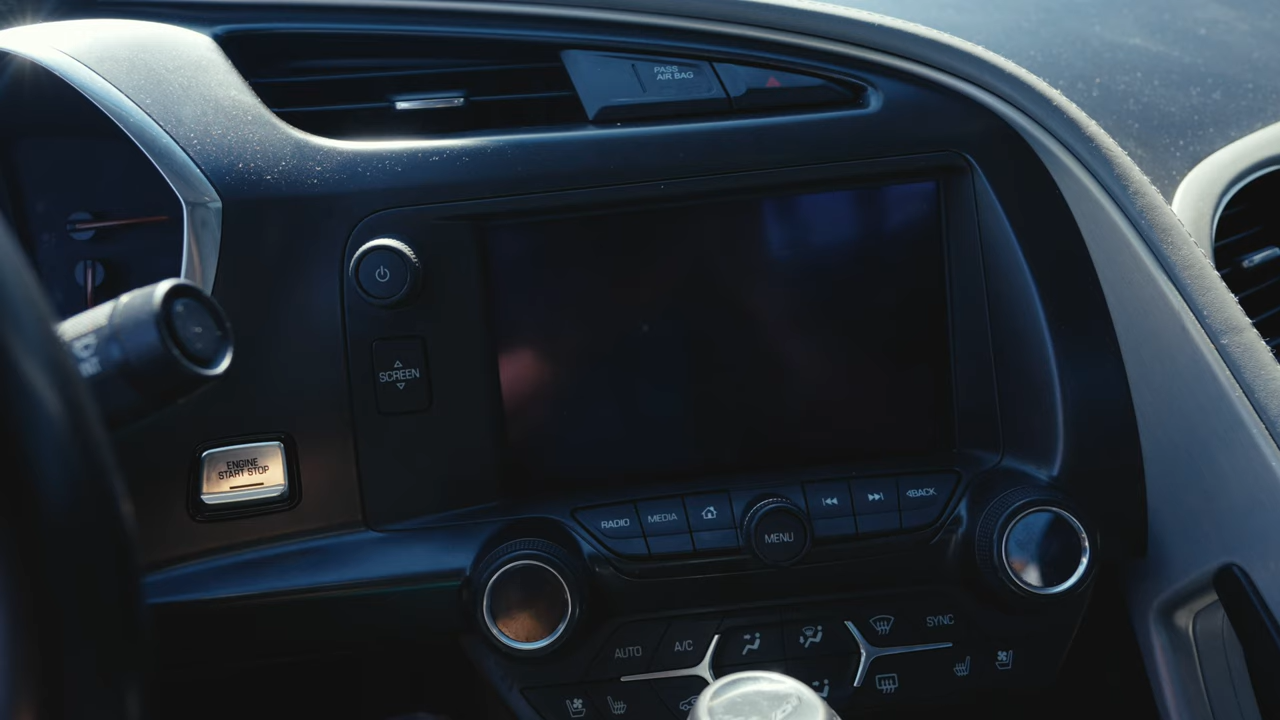 PASS
AIR BAG
SCREEN
ENGINE
START STOP
RADIO
MEDIA
MENU
BACK
AUTO
A/C
SYNC